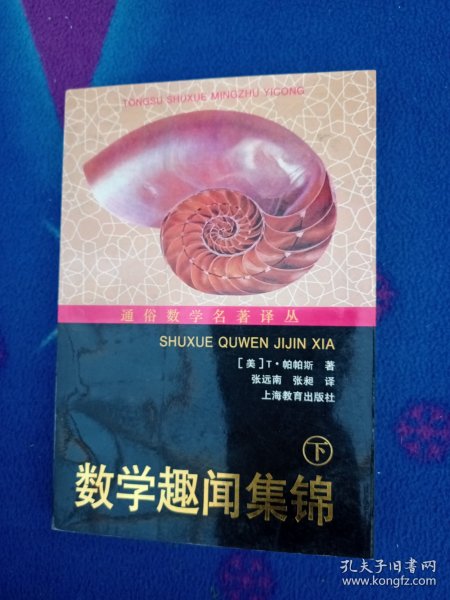 TONGSU SHUXUE MINGZHU YICONG
通俗数学名著译丛
SHUXUE QUWEN JIJIN XIA
[美]T·帕帕斯 著
张远南 张昶 译
上海教育出版社
下
数学趣闻集锦
孔夫子旧书网
www.kongfz.com